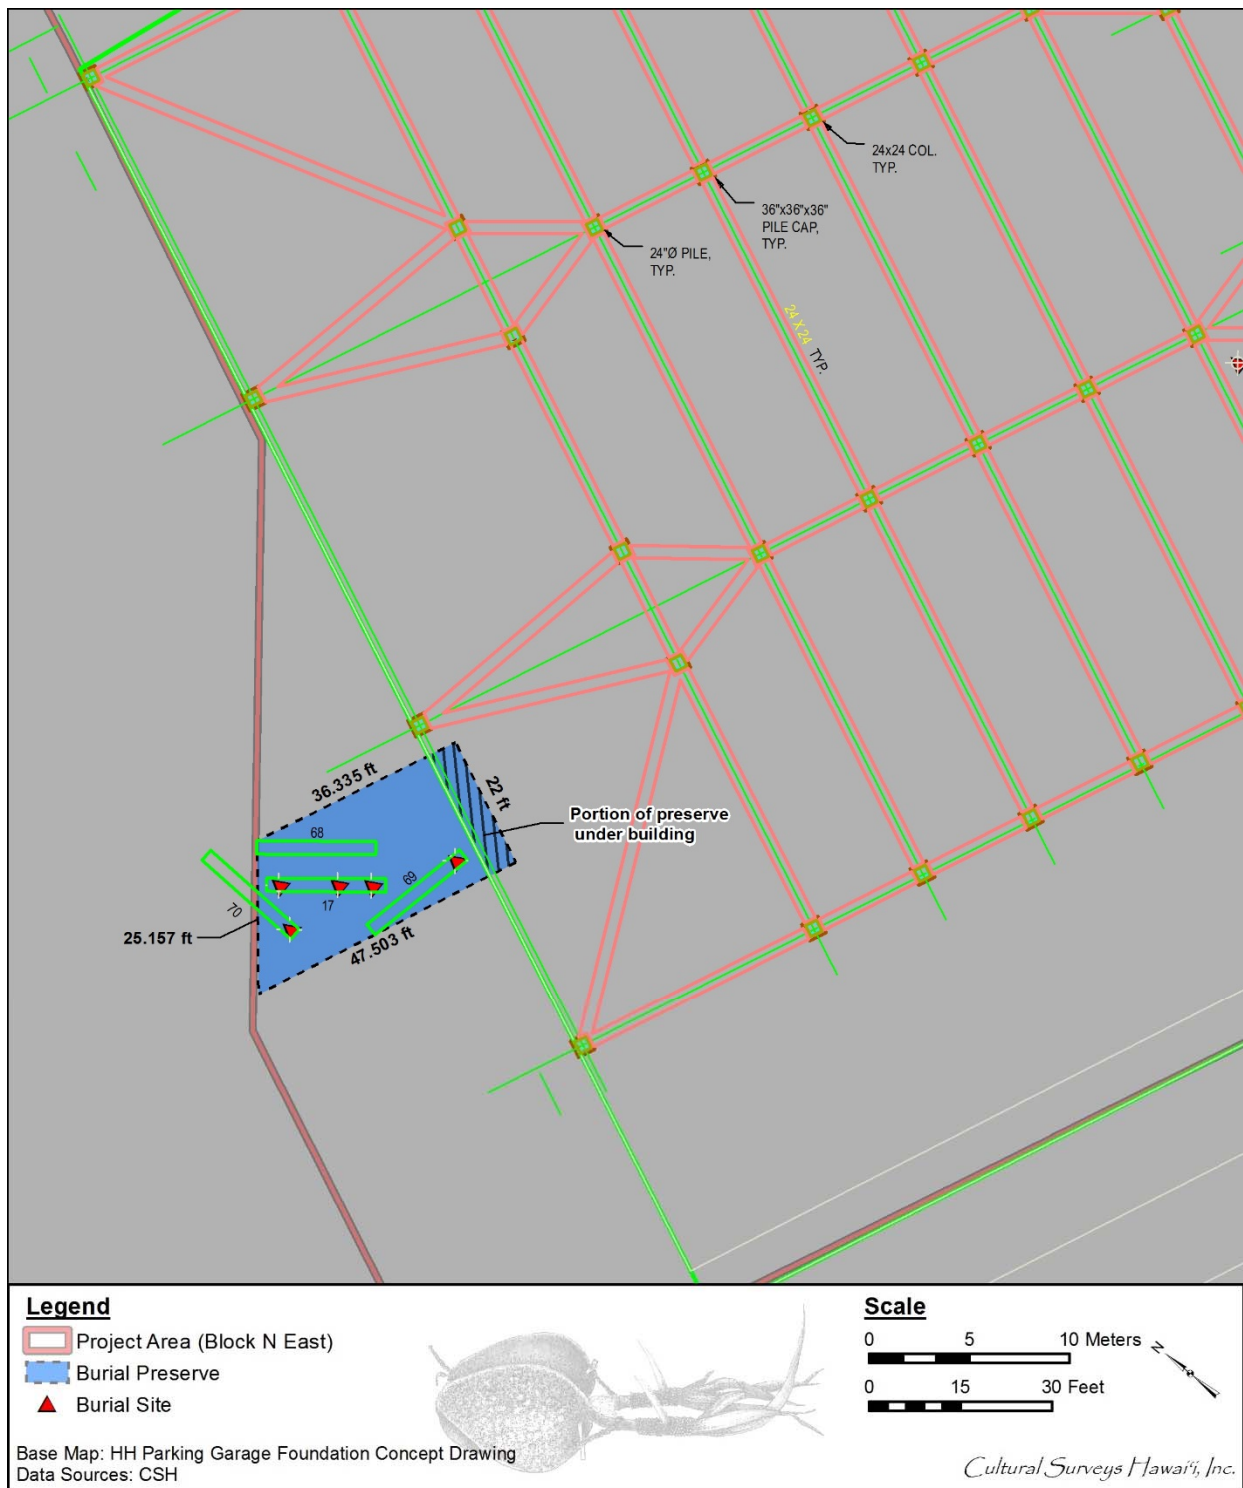 24x24 COL.
TYP.
36"x36"x36"
PILE CAP,
TYP.
24"Ø PILE,
TYP.
24 X 24 TYP.
36.335 ft
22 ft
Portion of preserve
under building
68
69
17
70
25.157 ft
47.503 ft
Legend
Project Area (Block N East)
Burial Preserve
Burial Site
Base Map: HH Parking Garage Foundation Concept Drawing
Data Sources: CSH
Scale
0 5 10 Meters
0 15 30 Feet
N
Cultural Surveys Hawai‘i, Inc.